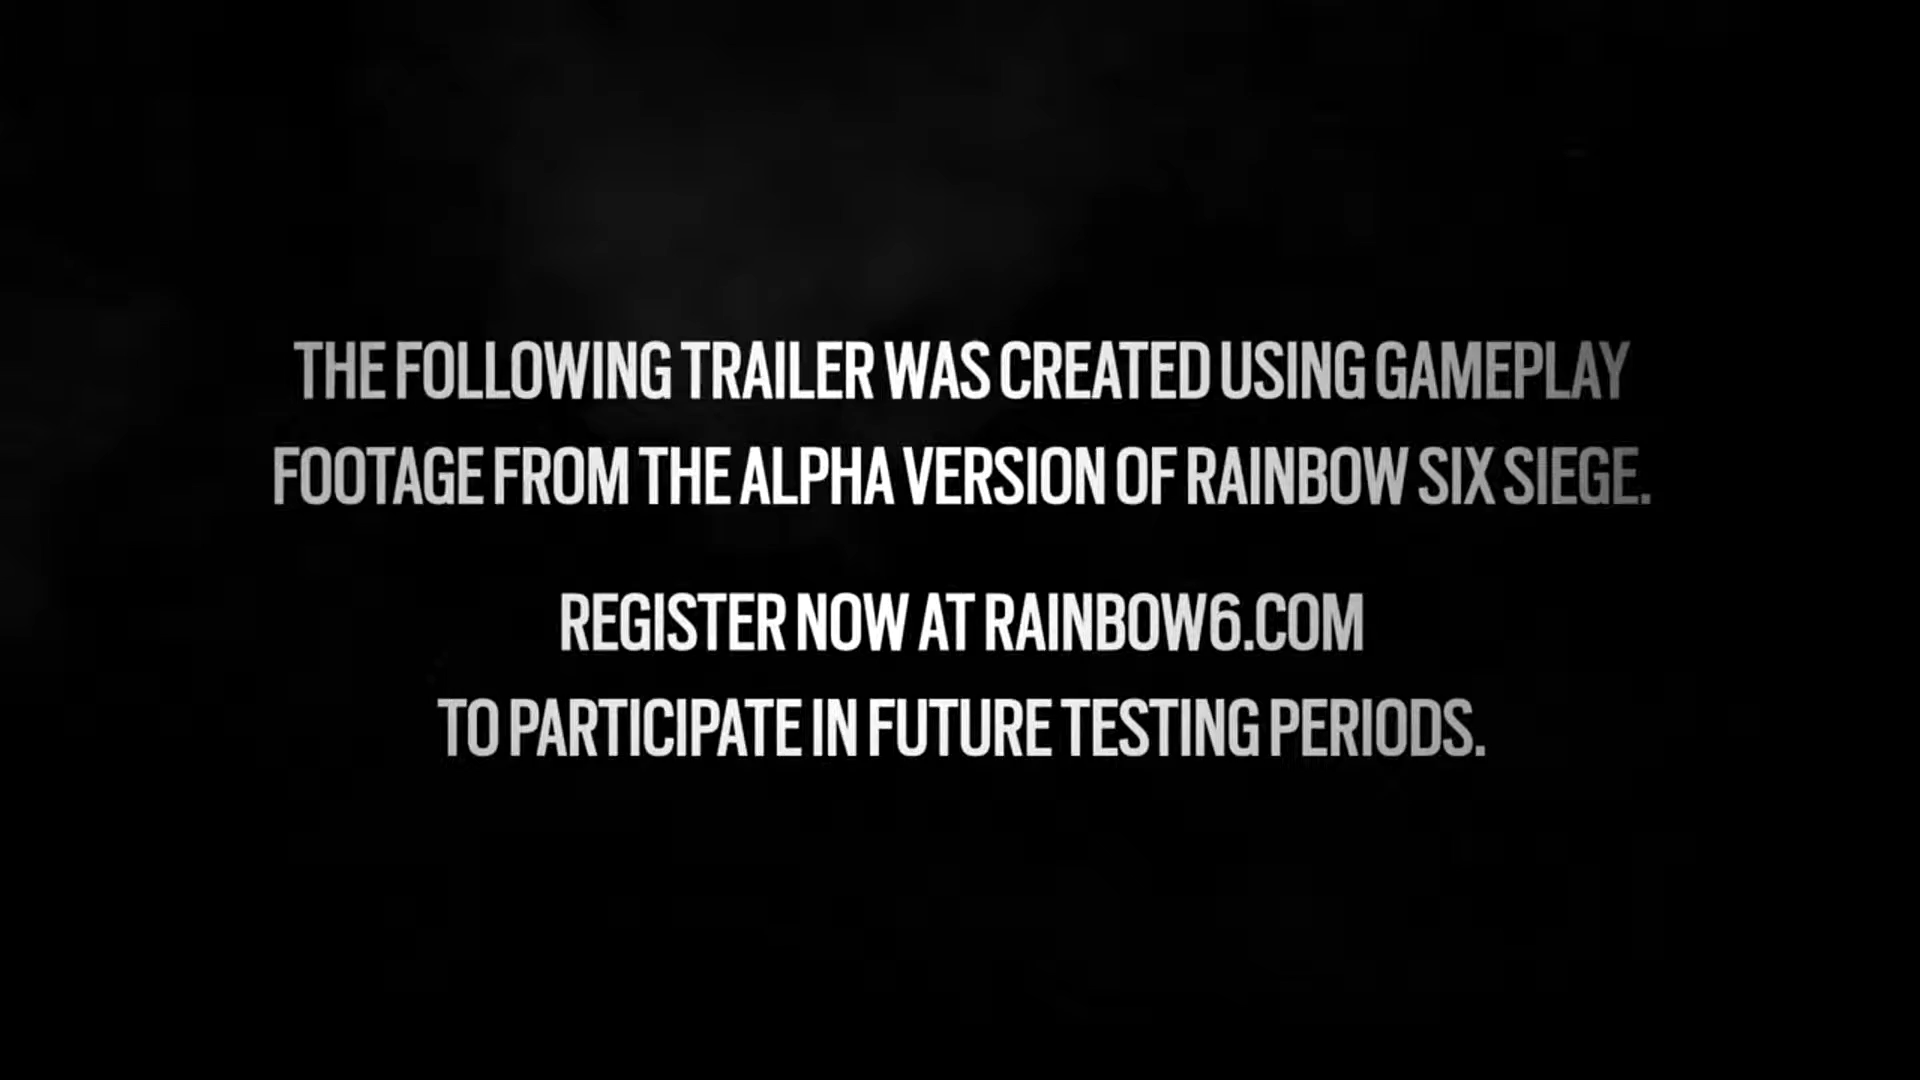 THE FOLLOWING TRAILER WAS CREATED USING GAMEPLAY
FOOTAGE FROM THE ALPHA VERSION OF RAINBOW SIX SIEGE.
REGISTER NOW AT RAINBOW6.COM
TO PARTICIPATE IN FUTURE TESTING PERIODS.